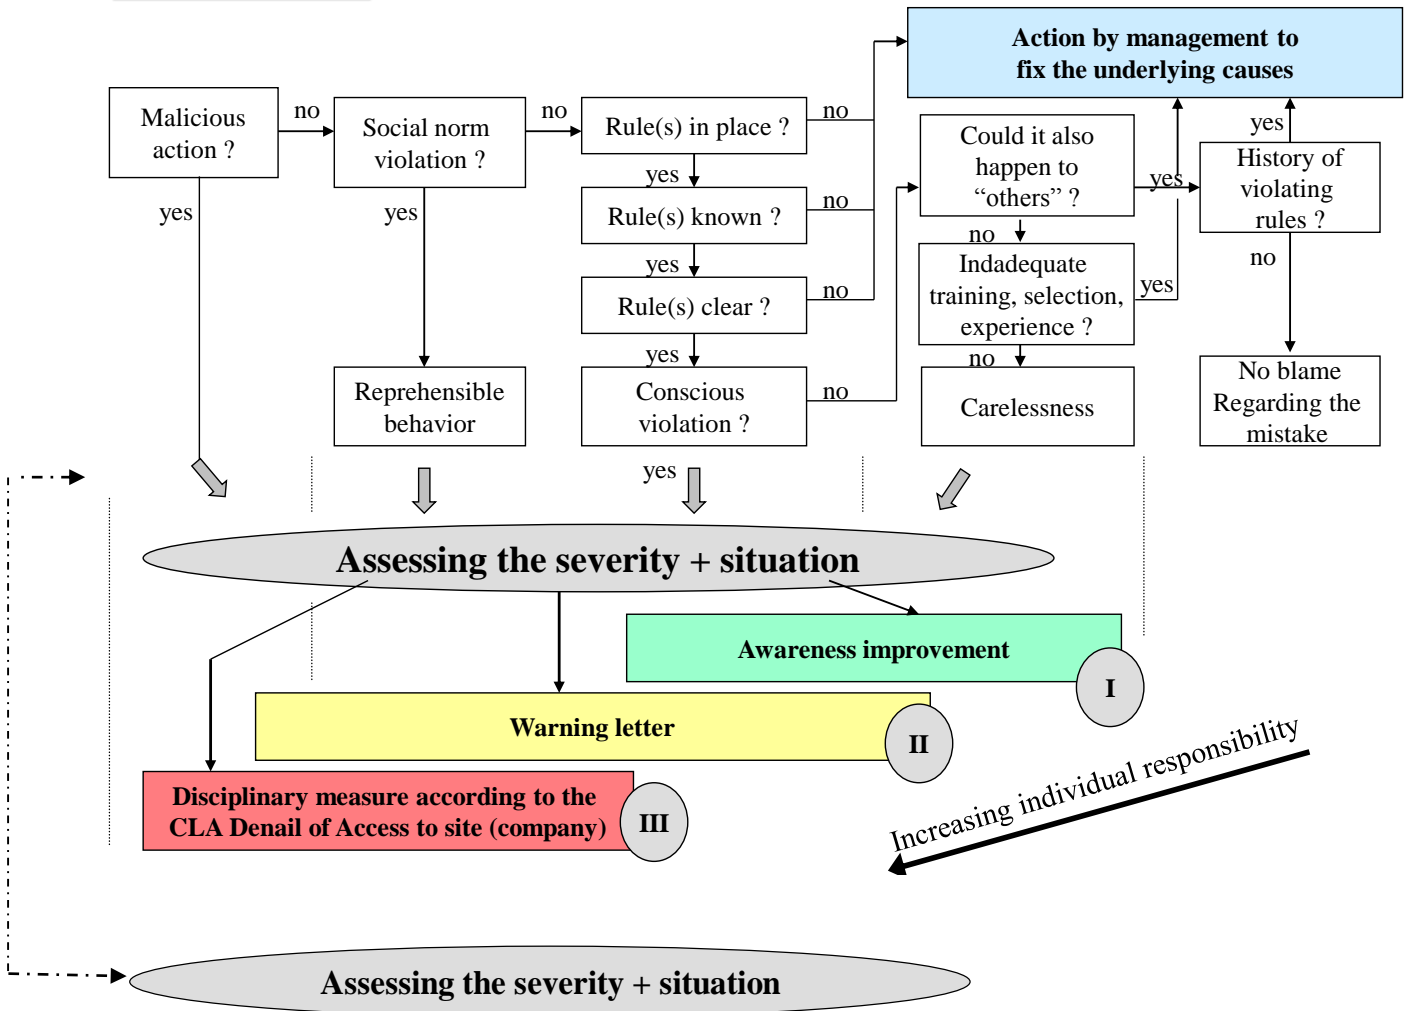 Action by management to
fix the underlying causes
Malicious
action ?
no
Social norm
violation ?
no
Rule(s) in place ?
no
Could it also
happen to
“others” ?
yes
yes
History of
violating
rules ?
yes
yes
yes
Rule(s) known ?
no
no
Indadequate
training, selection,
experience ?
yes
no
yes
Rule(s) clear ?
no
yes
no
Reprehensible
behavior
Conscious
violation ?
no
Carelessness
No blame
Regarding the
mistake
yes
Assessing the severity + situation
Awareness improvement
I
Warning letter
II
Disciplinary measure according to the
CLA Denail of Access to site (company)
III
Increasing individual responsibility
Assessing the severity + situation